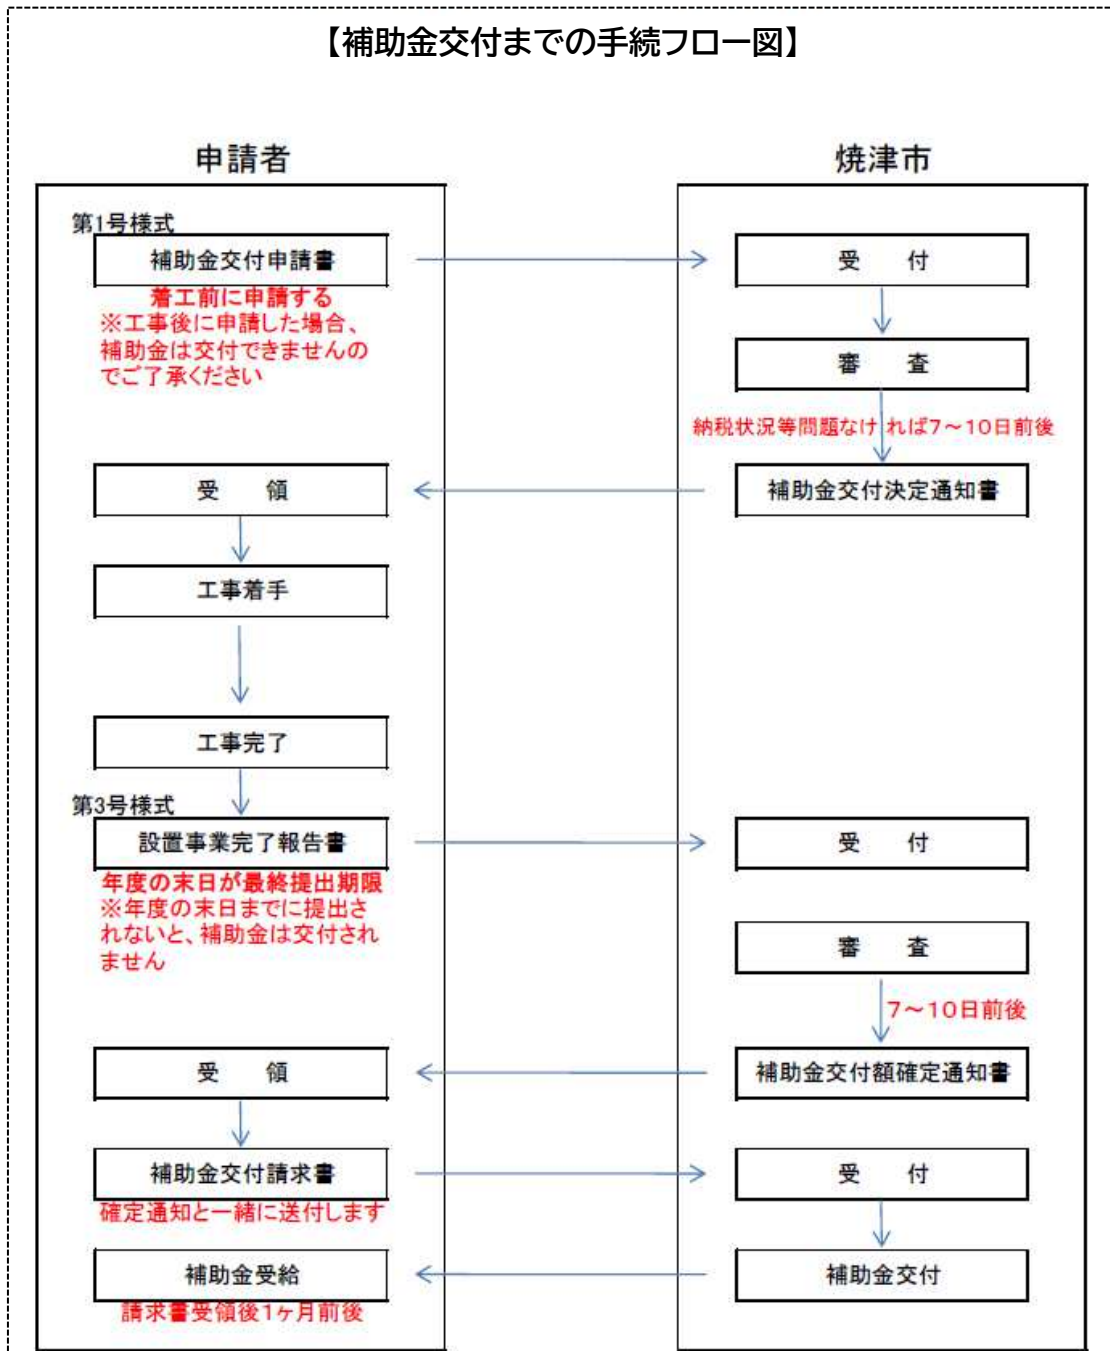 【補助金交付までの手続フロー図】
申請者
焼津市
第1号様式
補助金交付申請書
受 付
着工前に申請する
※工事後に申請した場合、
補助金は交付できませんの
でご了承ください
審 査
納税状況等問題なければ7～10日前後
受 領
補助金交付決定通知書
工事着手
工事完了
第3号様式
設置事業完了報告書
受 付
年度の末日が最終提出期限
※年度の末日までに提出さ
れないと、補助金は交付され
ません
審 査
7～10日前後
受 領
補助金交付額確定通知書
補助金交付請求書
受 付
確定通知と一緒に送付します
補助金受給
補助金交付
請求書受領後1ヶ月前後